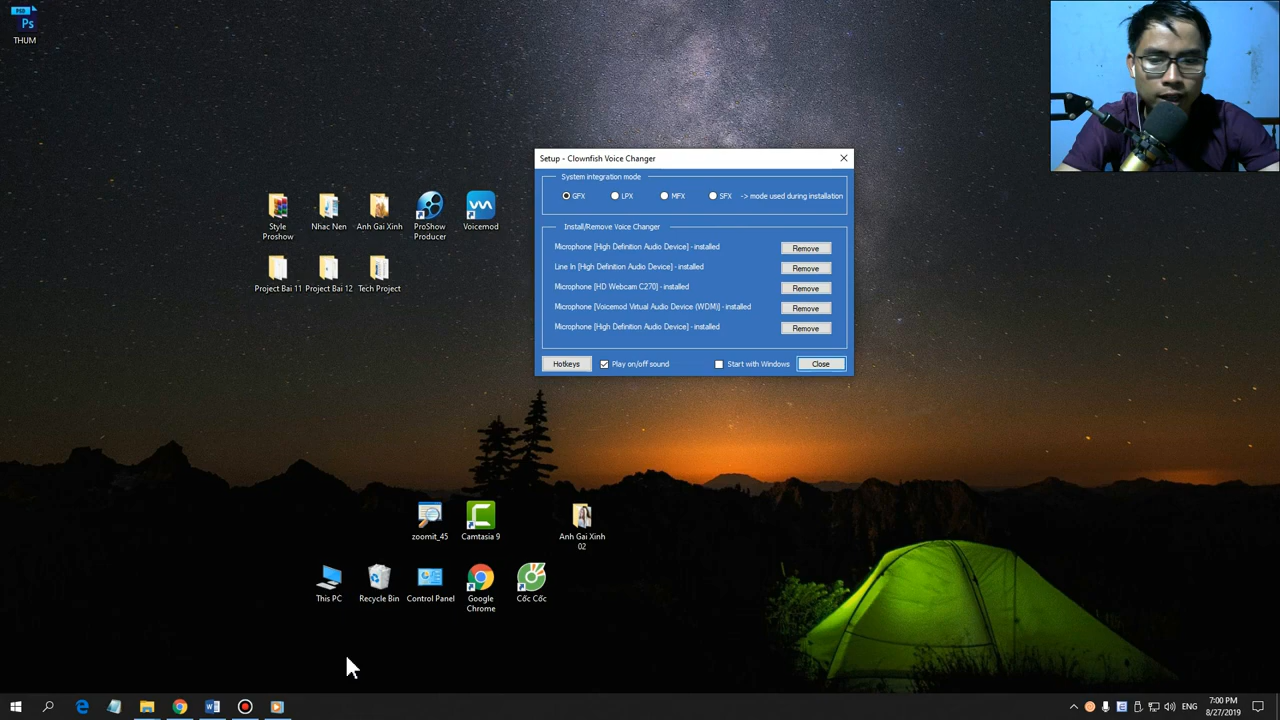 PSD
Ps
THUM
Setup - Clownfish Voice Changer
System integration mode
GFX
LPX
MFX
SFX
-> mode used during installation
Install/Remove Voice Changer
Microphone [High Definition Audio Device] - installed
Remove
Line In [High Definition Audio Device] - installed
Remove
Microphone [HD Webcam C270] - installed
Remove
Microphone [Voicemod Virtual Audio Device (WDM)] - installed
Remove
Microphone [High Definition Audio Device] - installed
Remove
Hotkeys
Play on/off sound
Start with Windows
Close
Style
Proshow
Nhac Nen
Anh Gai Xinh
ProShow
Producer
Voicemod
Project Bai 11
Project Bai 12
Tech Project
zoomit_45
Camtasia 9
Anh Gai Xinh
02
This PC
Recycle Bin
Control Panel
Google
Chrome
Cốc Cốc
ENG
7:00 PM
8/27/2019